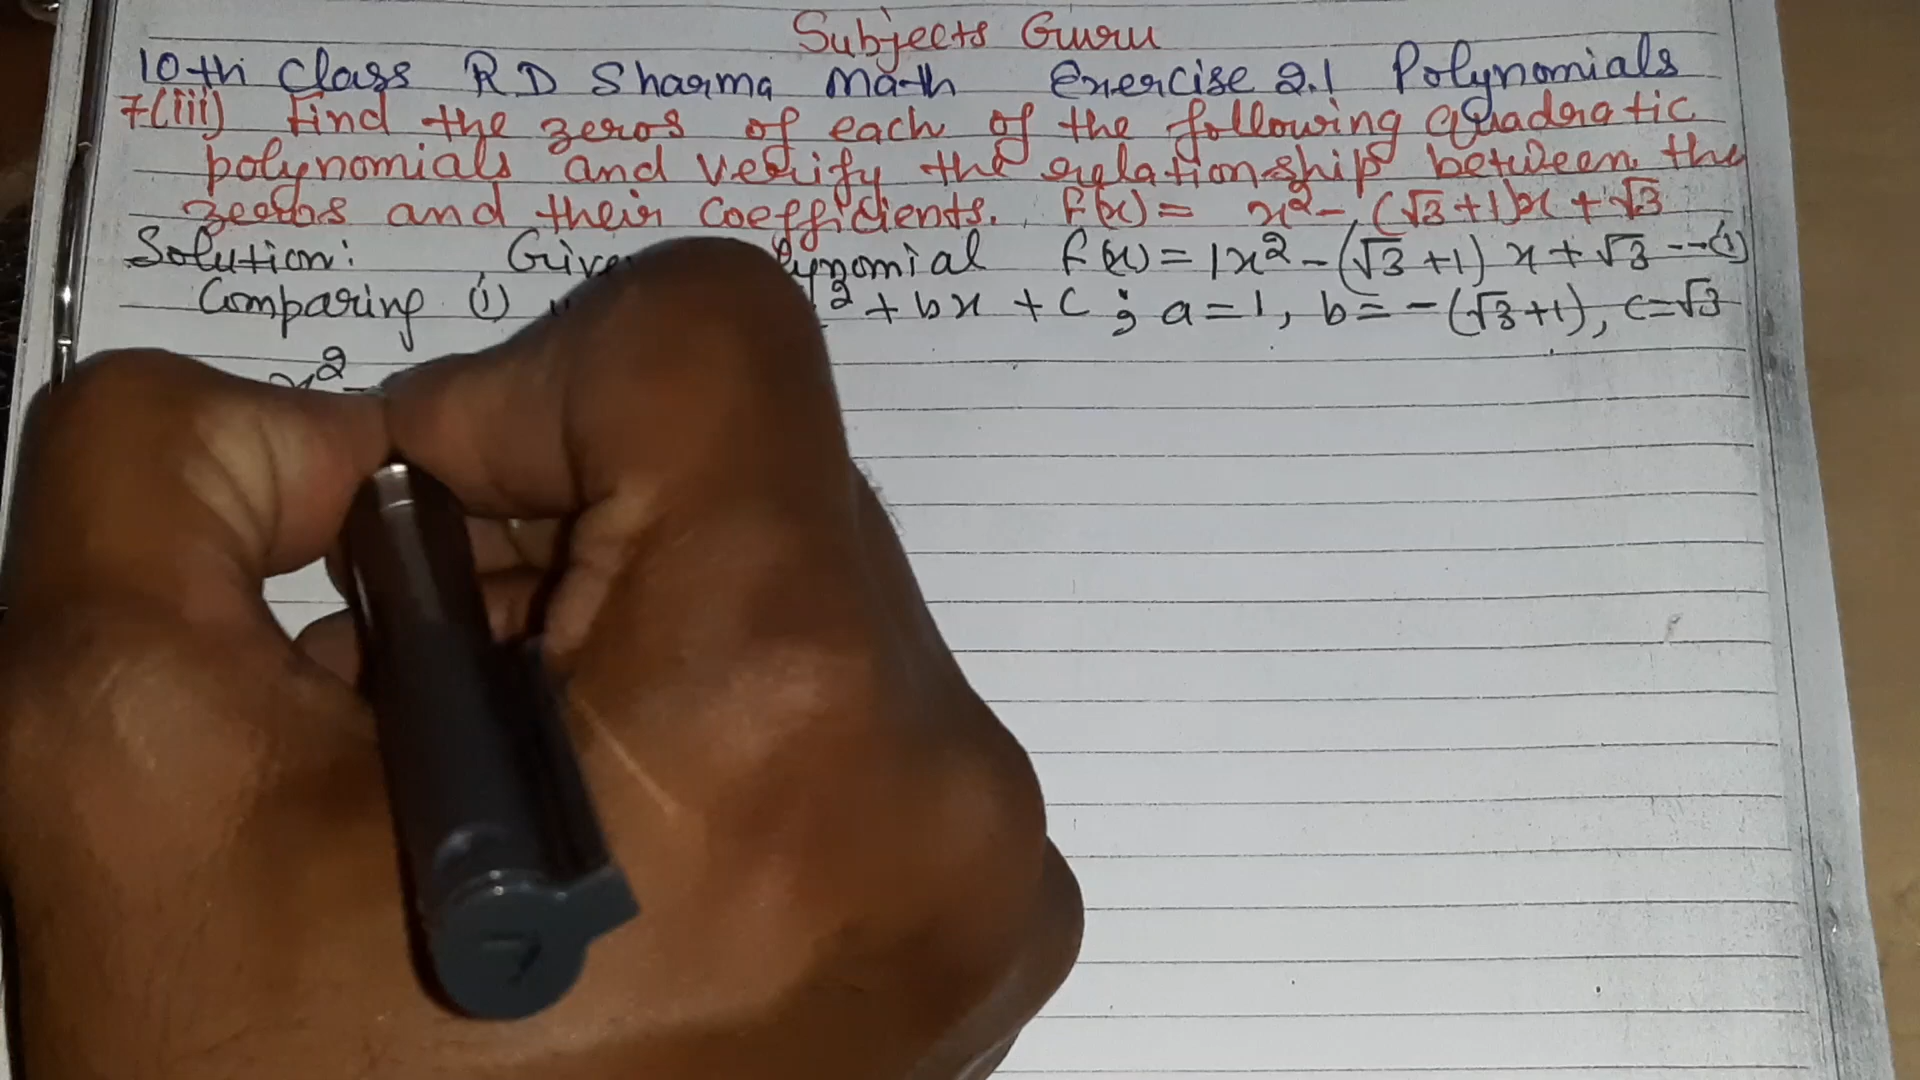 Subjects Guru
10th Class RD Sharma Math Exercise 2.1 Polynomials
7(iii) Find the zeros of each of the following quadratic
polynomials and verify the relationship between the
zeros and their coefficients. f(x) = x² - (√3+1)x + √3
Solution: f(x) = 1x² - (√3+1) x + √3 --(1)
Comparing (1) + bx + c ; a = 1, b = -(√3+1), c = √3
x² -